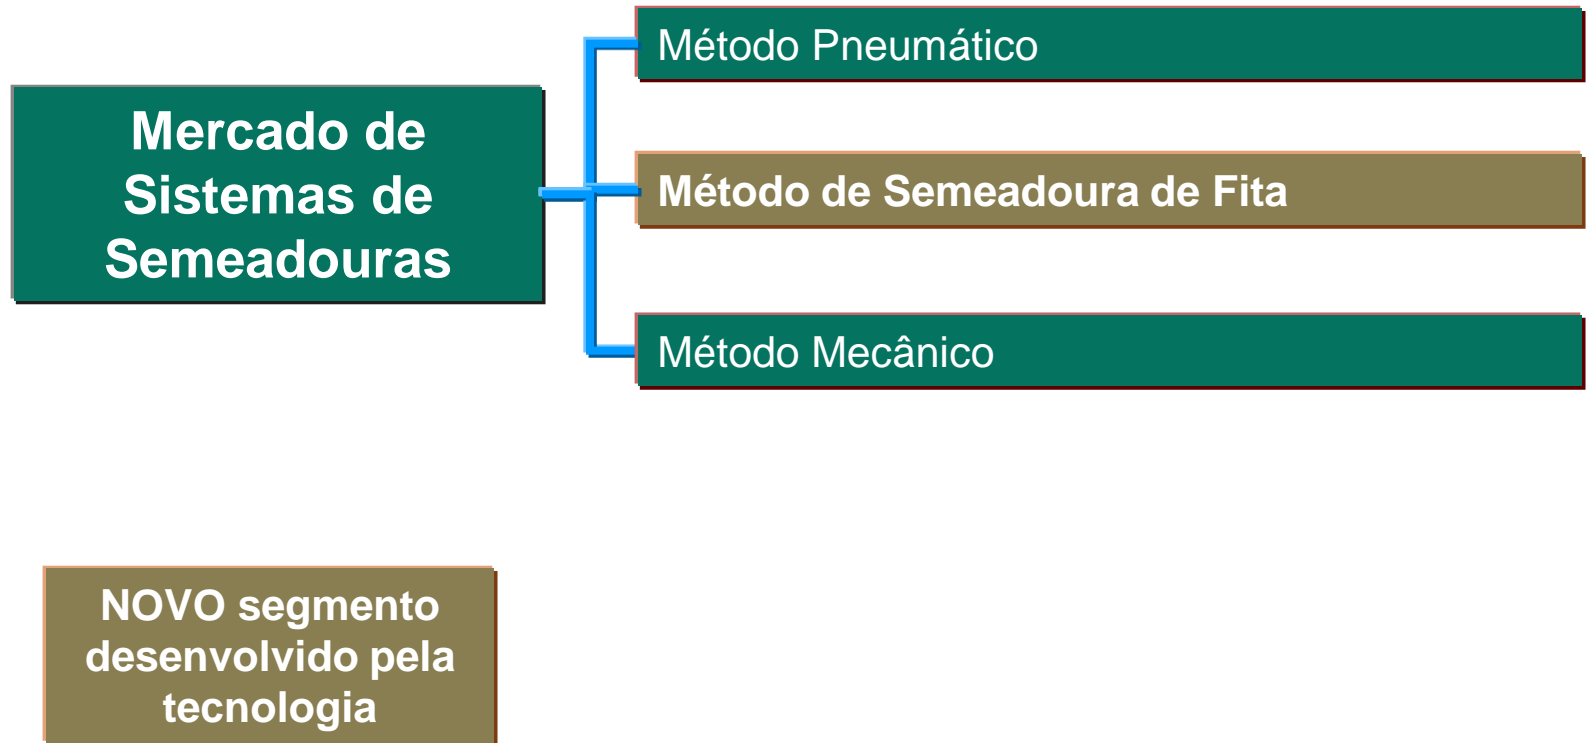 Método Pneumático
Mercado de
Sistemas de
Semeadouras
Método de Semeadoura de Fita
Método Mecânico
NOVO segmento
desenvolvido pela
tecnologia